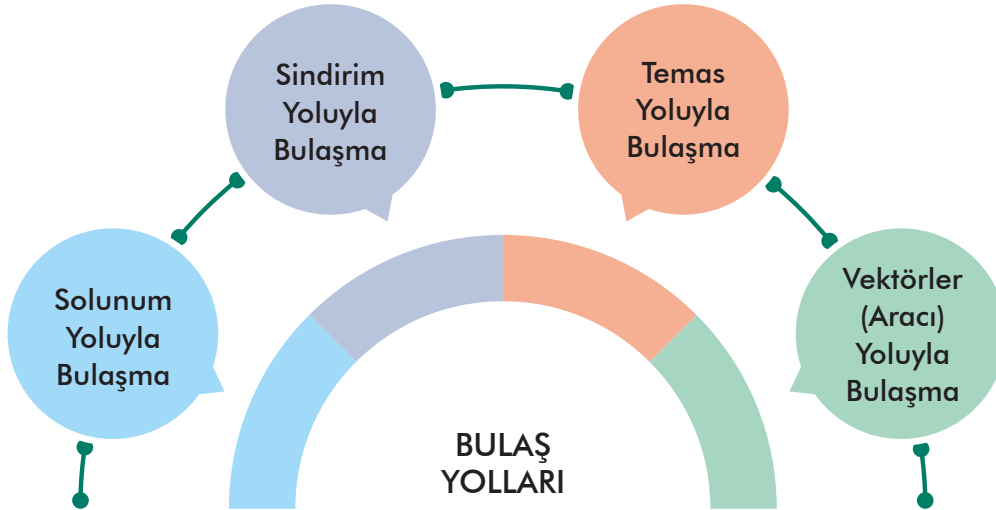 Solunum
Yoluyla
Bulaşma
Sindirim
Yoluyla
Bulaşma
Temas
Yoluyla
Bulaşma
Vektörler
(Aracı)
Yoluyla
Bulaşma
BULAŞ
YOLLARI